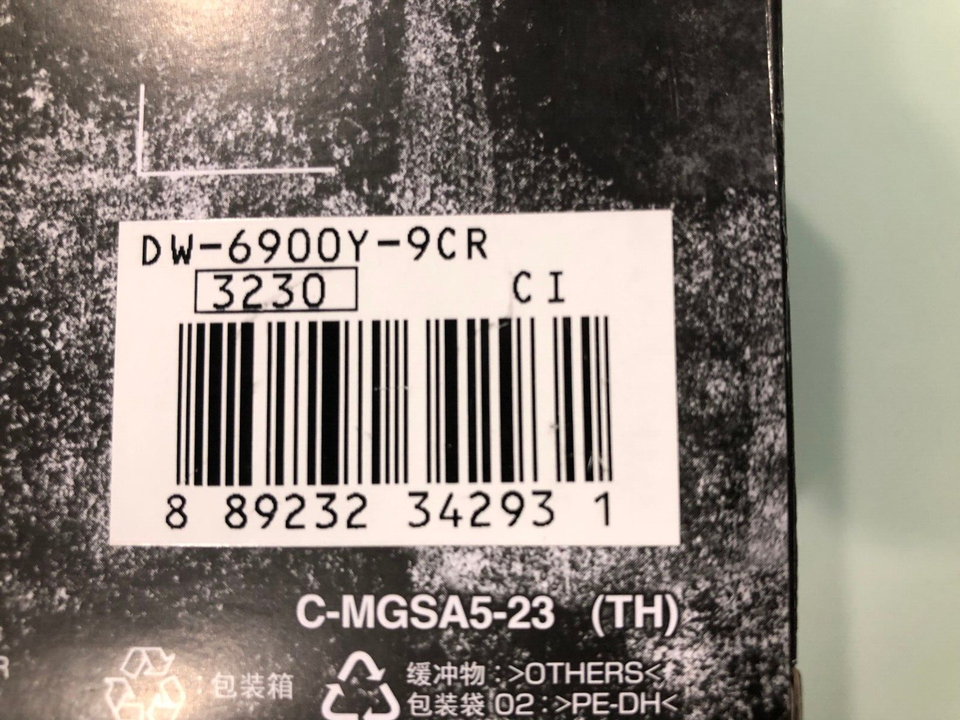 DW-6900Y-9CR
3230 CI
8 89232 34293 1
C-MGSA5-23 (TH)
:包装箱
缓冲物:>OTHERS<
包装袋 02:>PE-DH<